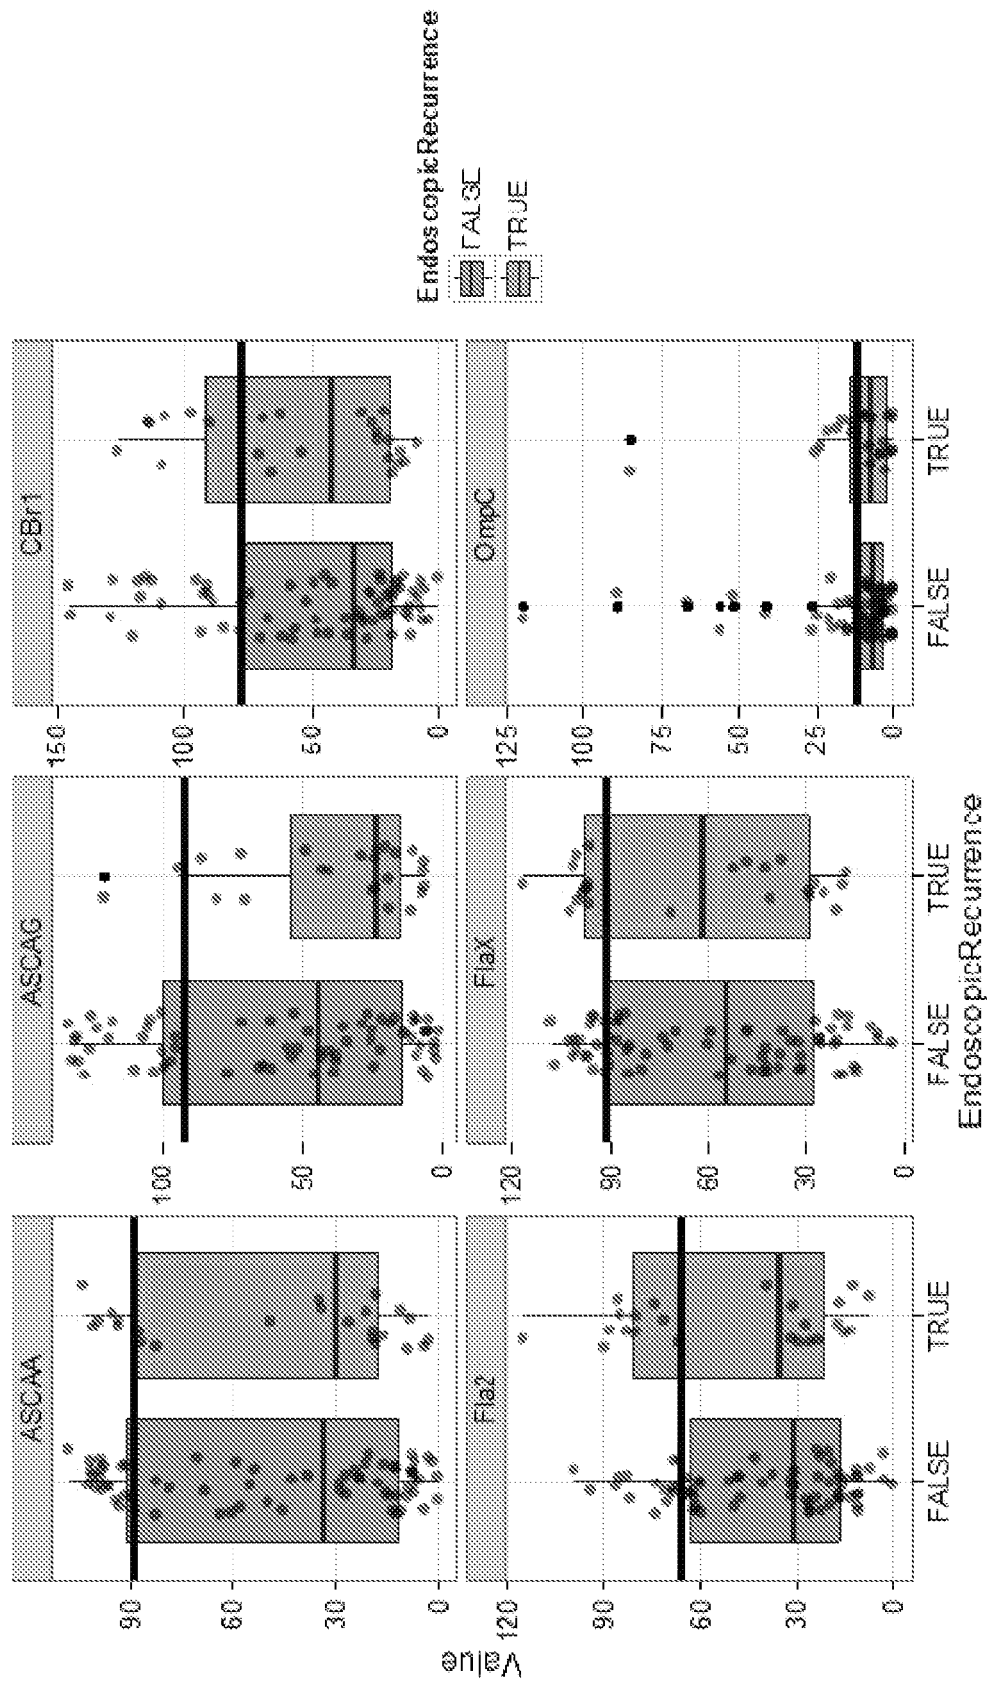 ASCAA
ASCAG
CBr1
90
60
30
0
100
50
0
150
100
50
0
Fla2
FlaX
OmpC
120
90
60
30
0
120
90
60
30
0
125
100
75
50
25
0
FALSE
TRUE
FALSE
TRUE
FALSE
TRUE
Value
EndoscopicRecurrence
EndoscopicRecurrence
FALSE
TRUE